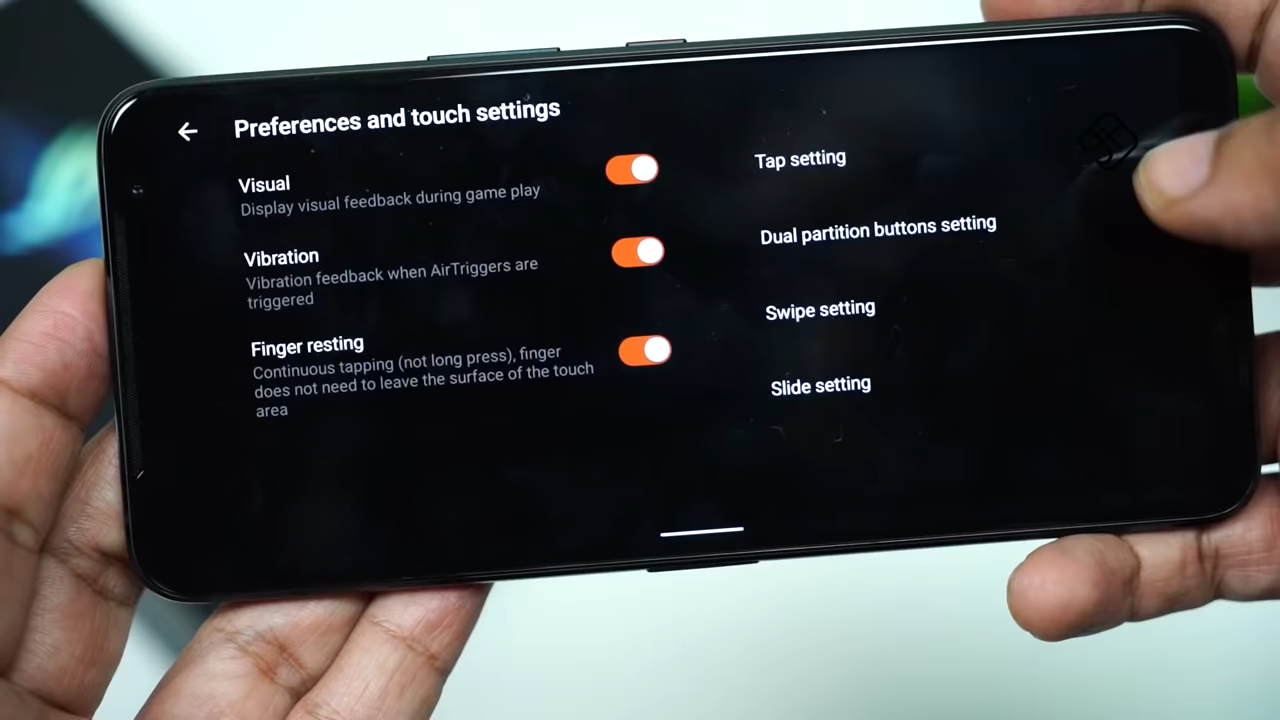 Preferences and touch settings
Visual
Display visual feedback during game play
Vibration
Vibration feedback when AirTriggers are
triggered
Finger resting
Continuous tapping (not long press), finger
does not need to leave the surface of the touch
area
Tap setting
Dual partition buttons setting
Swipe setting
Slide setting